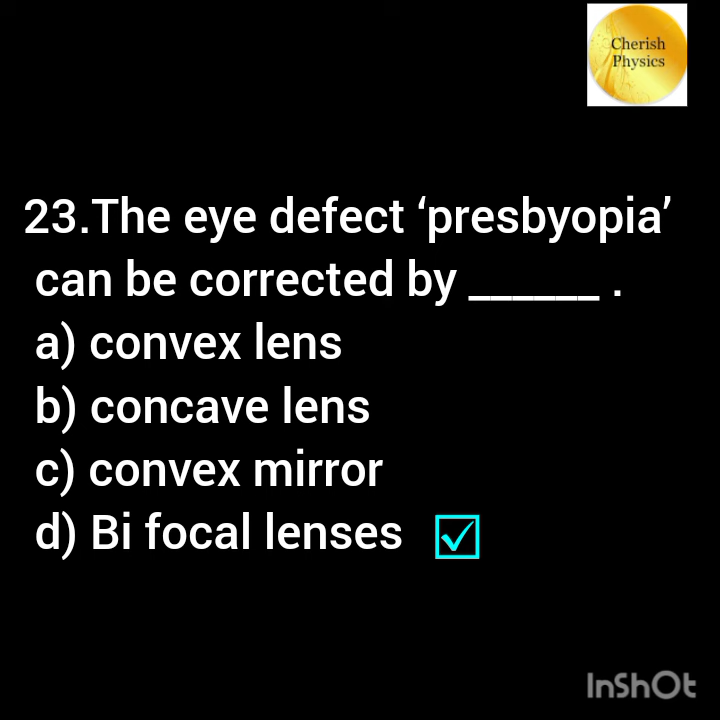 Cherish
Physics
23.The eye defect ‘presbyopia’
can be corrected by ______ .
a) convex lens
b) concave lens
c) convex mirror
d) Bi focal lenses
InShOt